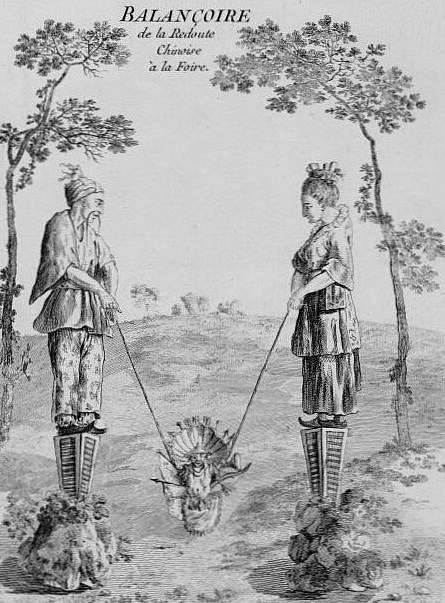 BALANÇOIRE
de la Redoute
Chinoise
à la Foire.